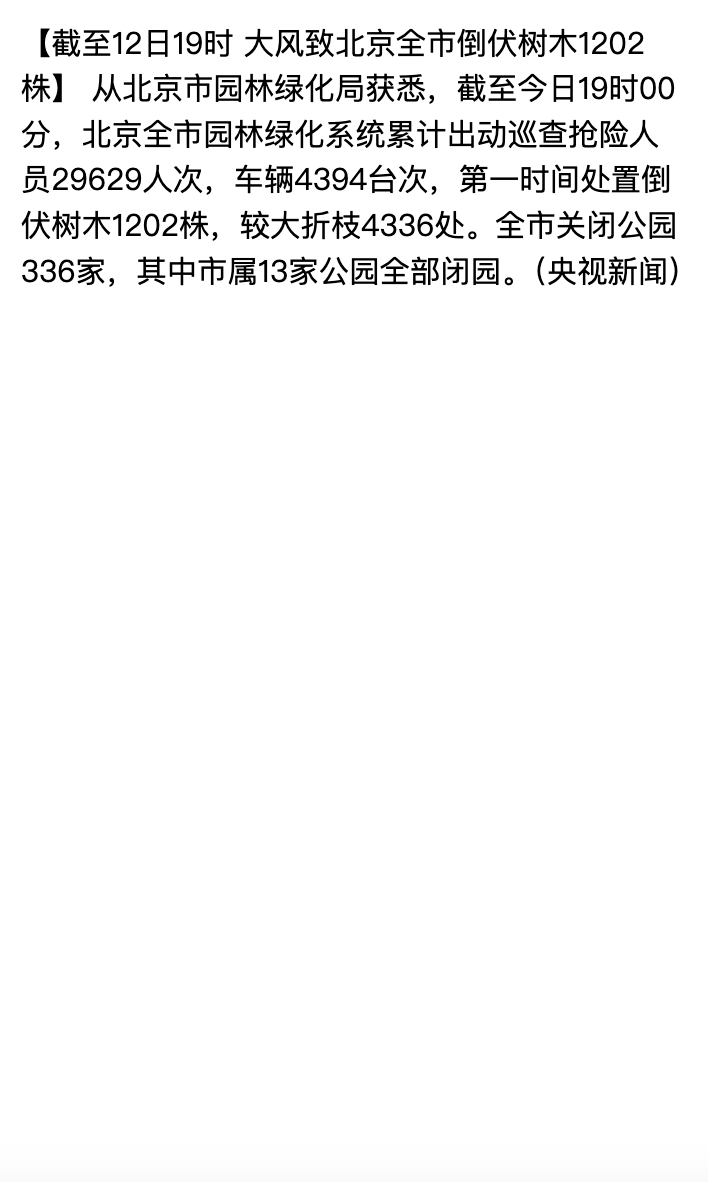 【截至12日19时 大风致北京全市倒伏树木1202
株】 从北京市园林绿化局获悉，截至今日19时00
分，北京全市园林绿化系统累计出动巡查抢险人
员29629人次，车辆4394台次，第一时间处置倒
伏树木1202株，较大折枝4336处。全市关闭公园
336家，其中市属13家公园全部闭园。（央视新闻）